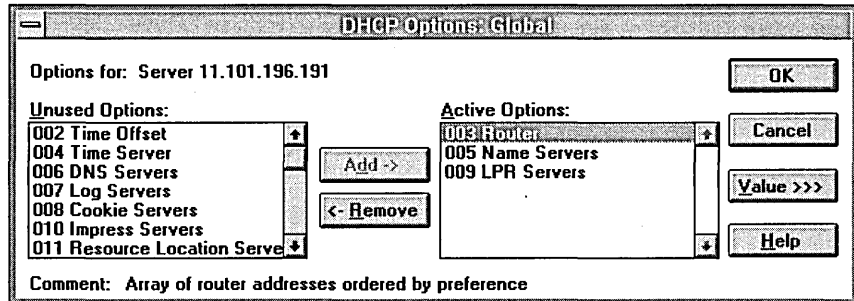 DHCP Options: Global
Options for: Server 11.101.196.191
OK
Unused Options:
002 Time Offset
004 Time Server
006 DNS Servers
007 Log Servers
008 Cookie Servers
010 Impress Servers
011 Resource Location Serve
Add ->
<- Remove
Active Options:
003 Router
005 Name Servers
009 LPR Servers
Cancel
Value >>>
Help
Comment: Array of router addresses ordered by preference